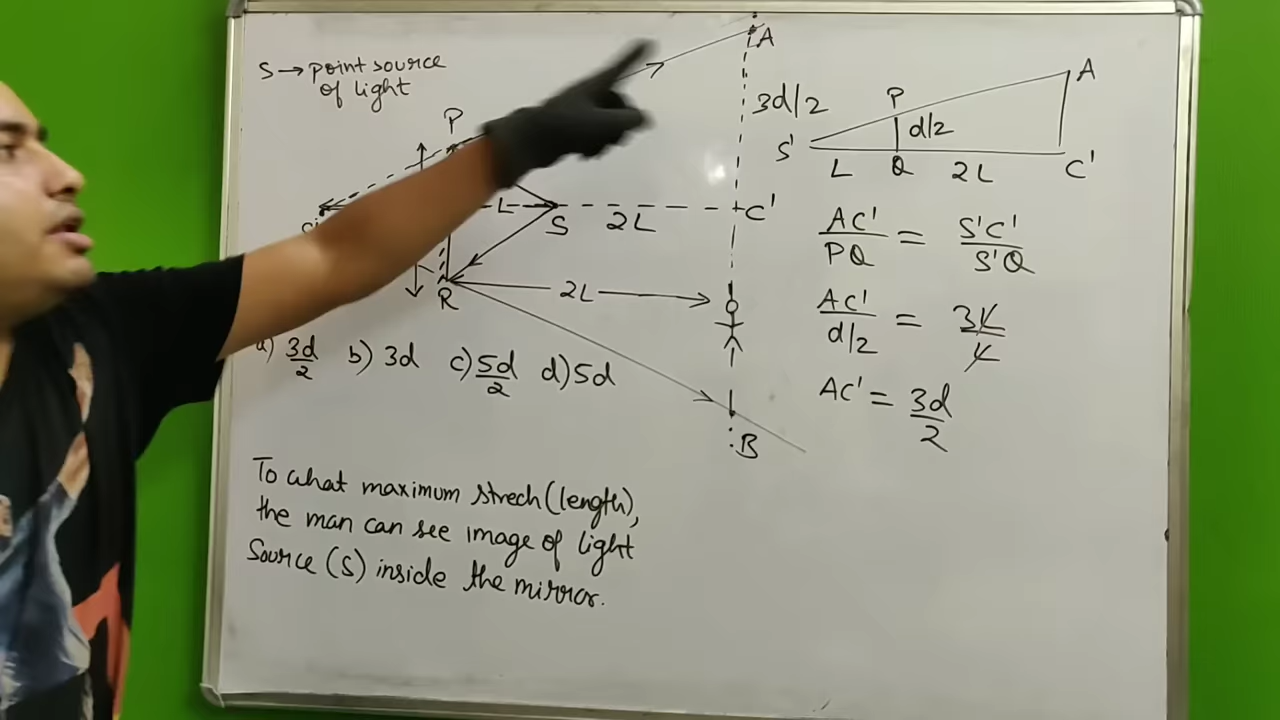 S → point source
of light
P
A
3d/2
L
S
2L
C'
R
2L
B
a) 3d/2 b) 3d c) 5d/2 d) 5d
To what maximum strech (length),
the man can see image of light
Source (S) inside the mirror.
A
P
d/2
S'
L Q 2L C'
AC'/PQ = S'C'/S'Q
AC'/d/2 = 3L/L
AC' = 3d/2